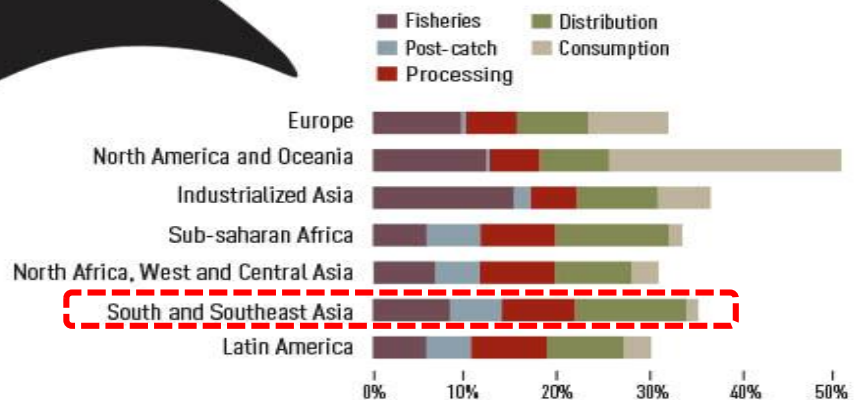 Fisheries
Distribution
Post-catch
Consumption
Processing
Europe
North America and Oceania
Industrialized Asia
Sub-saharan Africa
North Africa, West and Central Asia
South and Southeast Asia
Latin America
0% 10% 20% 30% 40% 50%